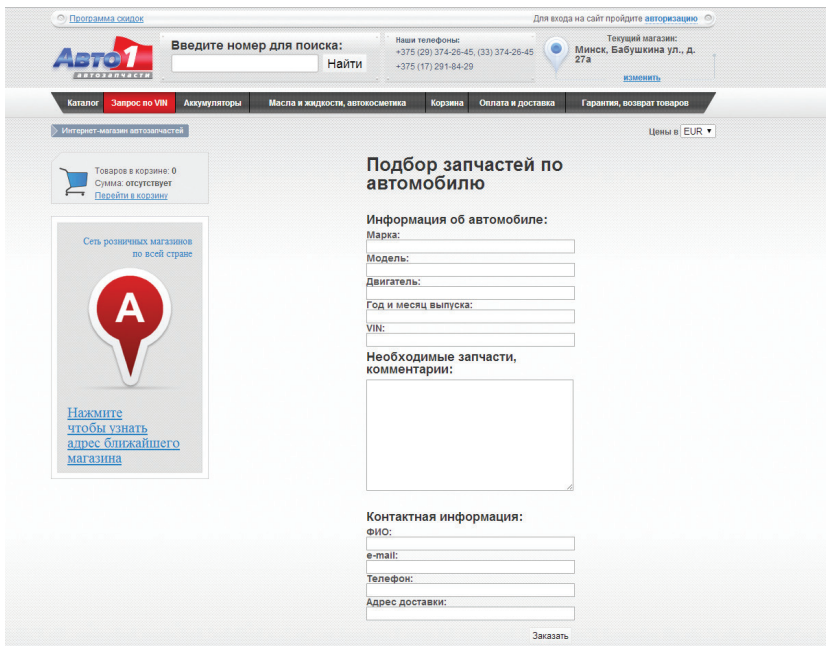 Программа скидок
Для входа на сайт пройдите авторизацию
Авто1
АВТОЗАПЧАСТИ
Введите номер для поиска:
Найти
Наши телефоны:
+375 (29) 374-26-45, (33) 374-26-45
+375 (17) 291-84-29
Текущий магазин:
Минск, Бабушкина ул., д.
27а
изменить
Каталог Запрос по VIN Аккумуляторы Масла и жидкости, автокосметика Корзина Оплата и доставка Гарантия, возврат товаров
Интернет-магазин автозапчастей
Цены в EUR
Товаров в корзине: 0
Сумма: отсутствует
Перейти в корзину
Сеть розничных магазинов
по всей стране
A
Нажмите
чтобы узнать
адрес ближайшего
магазина
Подбор запчастей по
автомобилю
Информация об автомобиле:
Марка:
Модель:
Двигатель:
Год и месяц выпуска:
VIN:
Необходимые запчасти,
комментарии:
Контактная информация:
ФИО:
e-mail:
Телефон:
Адрес доставки:
Заказать